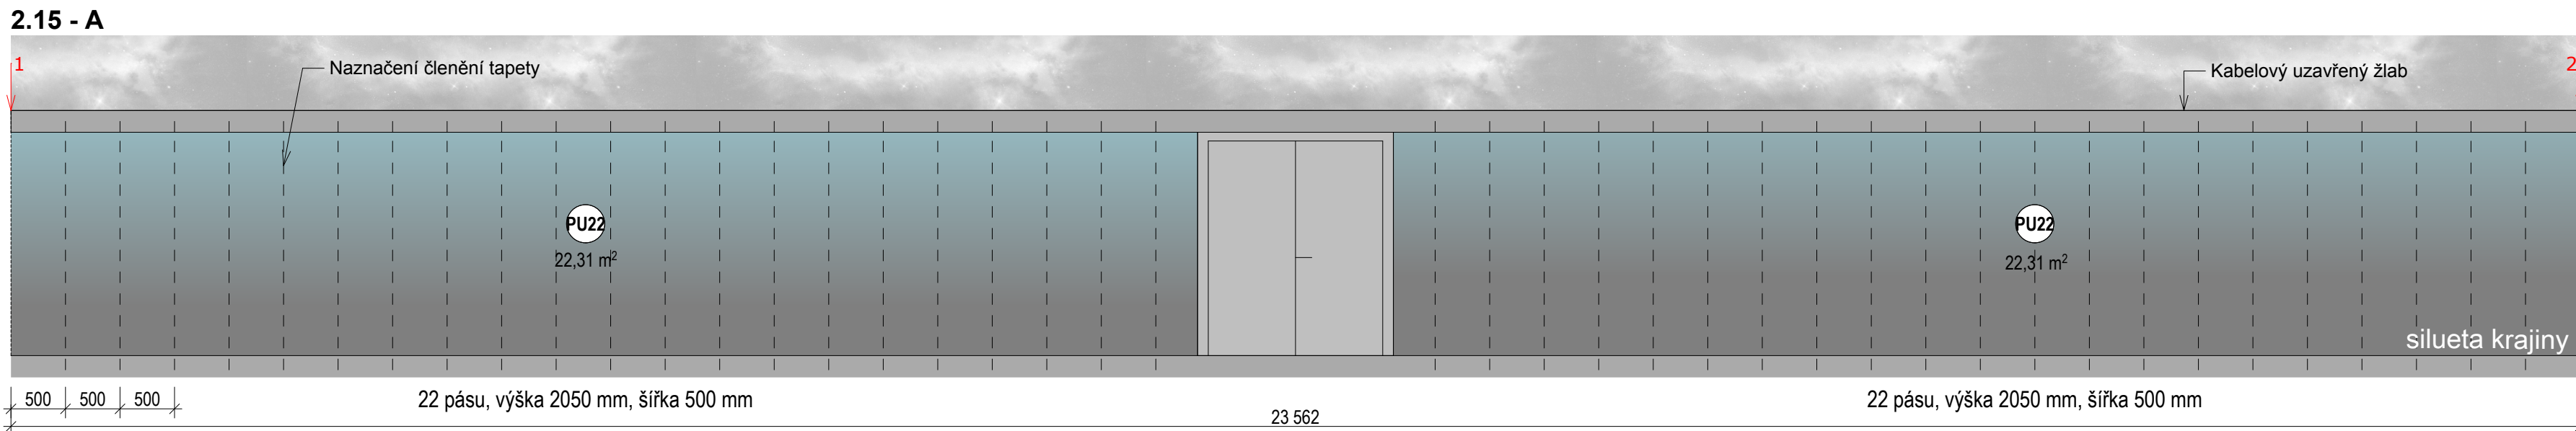 2.15 - A
1
Naznačení členění tapety
Kabelový uzavřený žlab
2
PU22
22,31 m²
PU22
22,31 m²
silueta krajiny
500 500 500
22 pásu, výška 2050 mm, šířka 500 mm
22 pásu, výška 2050 mm, šířka 500 mm
23 562